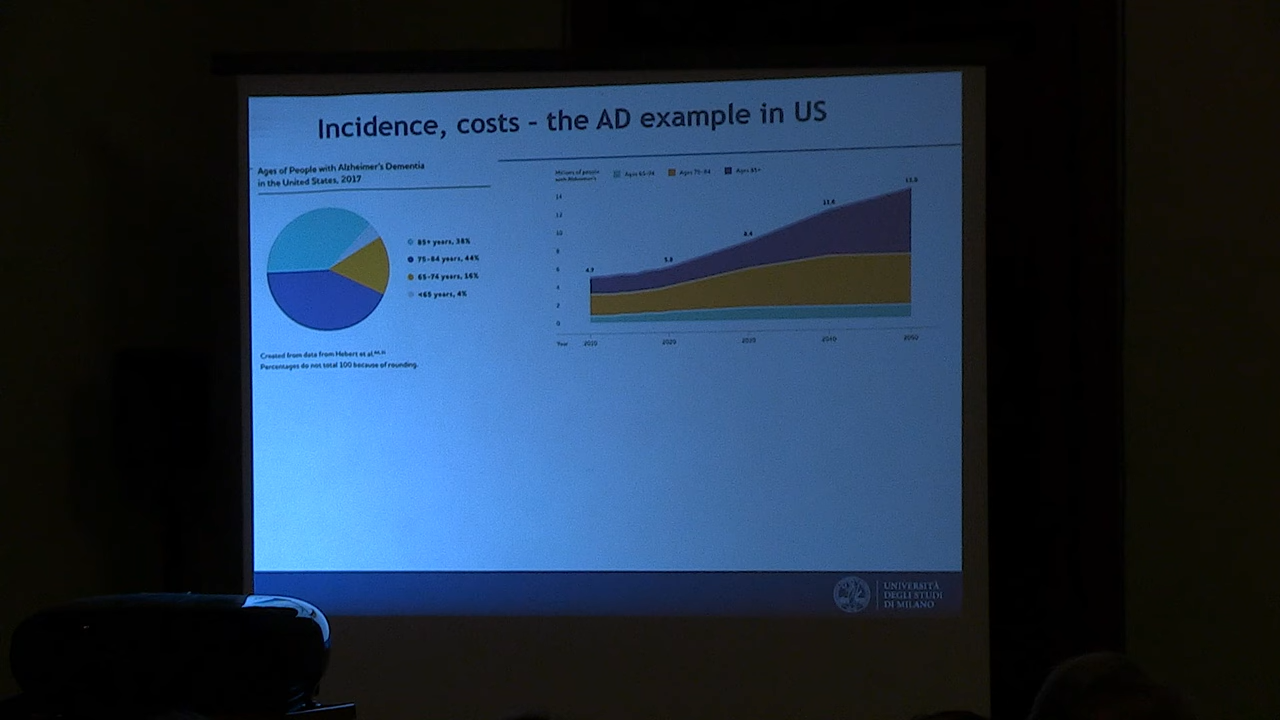 Incidence, costs - the AD example in US
Ages of People with Alzheimer's Dementia
in the United States, 2017
85+ years, 38%
75-84 years, 44%
65-74 years, 16%
<65 years, 4%
Created from data from Hebert et al.
Percentages do not total 100 because of rounding.
Millions of people
with Alzheimer's
Ages 65-74
Ages 75-84
Ages 85+
14
12
10
8
6
4
2
0
4.7
5.8
8.4
11.6
13.8
Year 2010 2020 2030 2040 2050
UNIVERSITÀ
DEGLI STUDI
DI MILANO